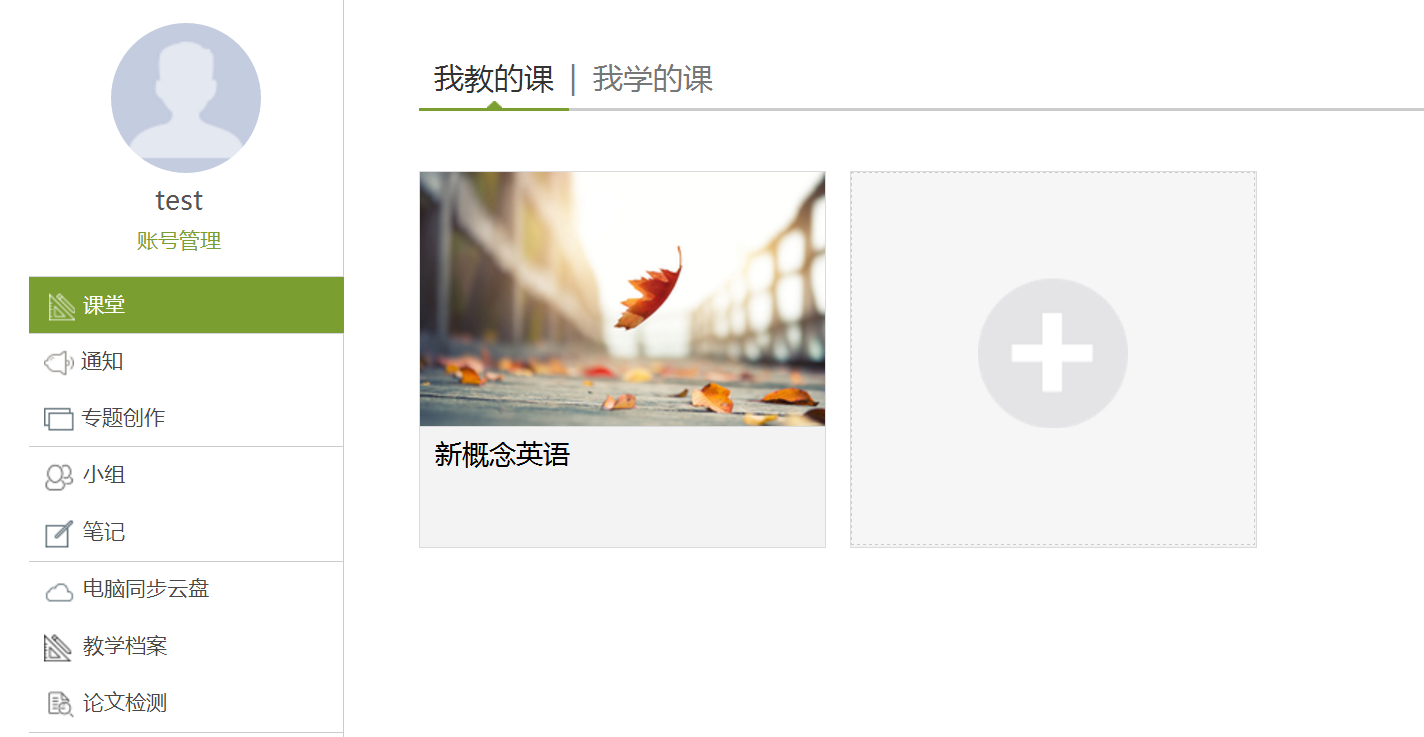 test
账号管理
课堂
通知
专题创作
小组
笔记
电脑同步云盘
教学档案
论文检测
我教的课 | 我学的课
新概念英语